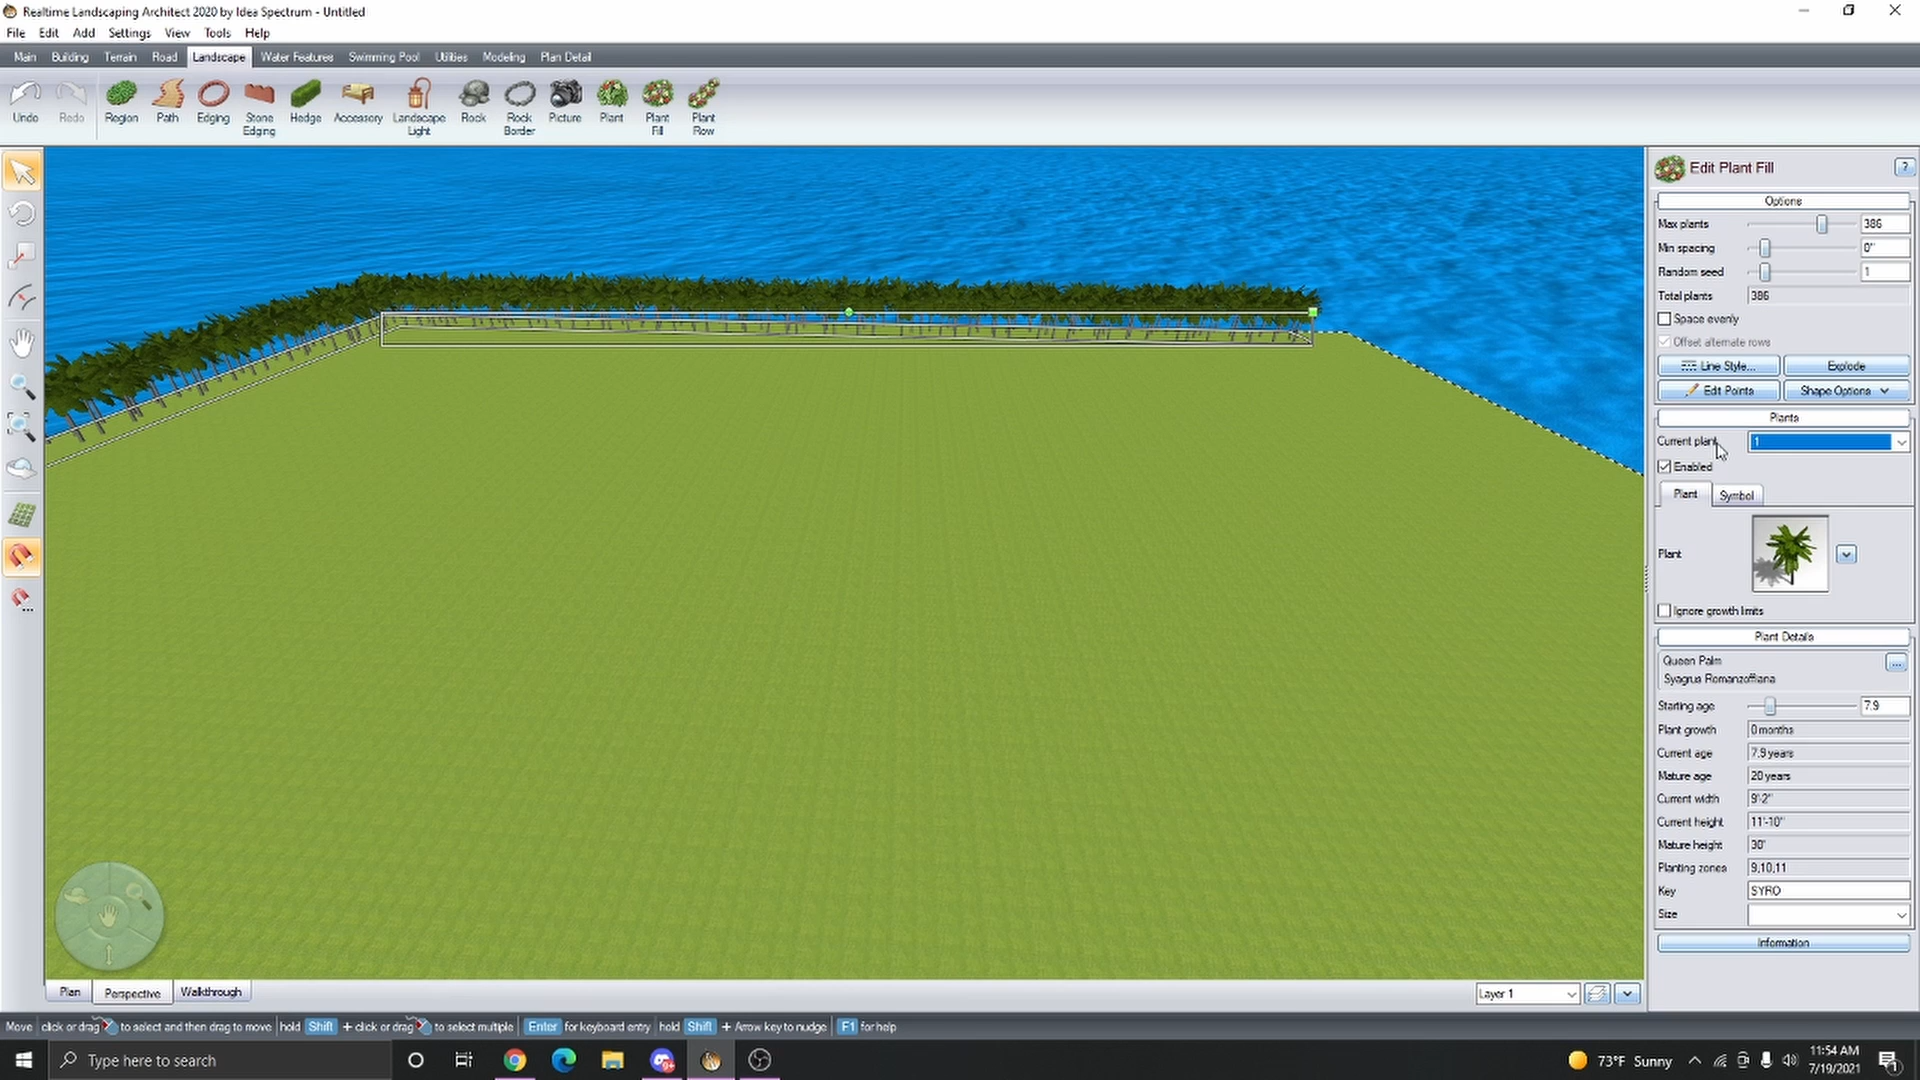 Realtime Landscaping Architect 2020 by Idea Spectrum - Untitled
File Edit Add Settings View Tools Help
Main Building Terrain Road Landscape Water Features Swimming Pool Utilities Modeling Plan Detail
Undo Redo Region Path Edging Stone Edging Hedge Accessory Landscape Light Rock Rock Border Picture Plant Plant Fill Plant Row
Edit Plant Fill ?
Options
Max plants 386
Min spacing 0"
Random seed 1
Total plants 386
Space evenly
Offset alternate rows
Line Style... Explode
Edit Points Shape Options
Plants
Current plant 1
Enabled
Plant Symbol
Plant
Ignore growth limits
Plant Details
Queen Palm ...
Syagrus Romanzoffiana
Starting age 7.9
Plant growth 0 months
Current age 7.9 years
Mature age 20 years
Current width 9'-2"
Current height 11'-10"
Mature height 30'
Planting zones 9,10,11
Key SYRO
Size
Information
Plan Perspective Walkthrough Layer 1
Move click or drag to select and then drag to move hold Shift + click or drag to select multiple Enter for keyboard entry hold Shift + Arrow key to nudge F1 for help
Type here to search 73°F Sunny 11:54 AM
7/19/2021